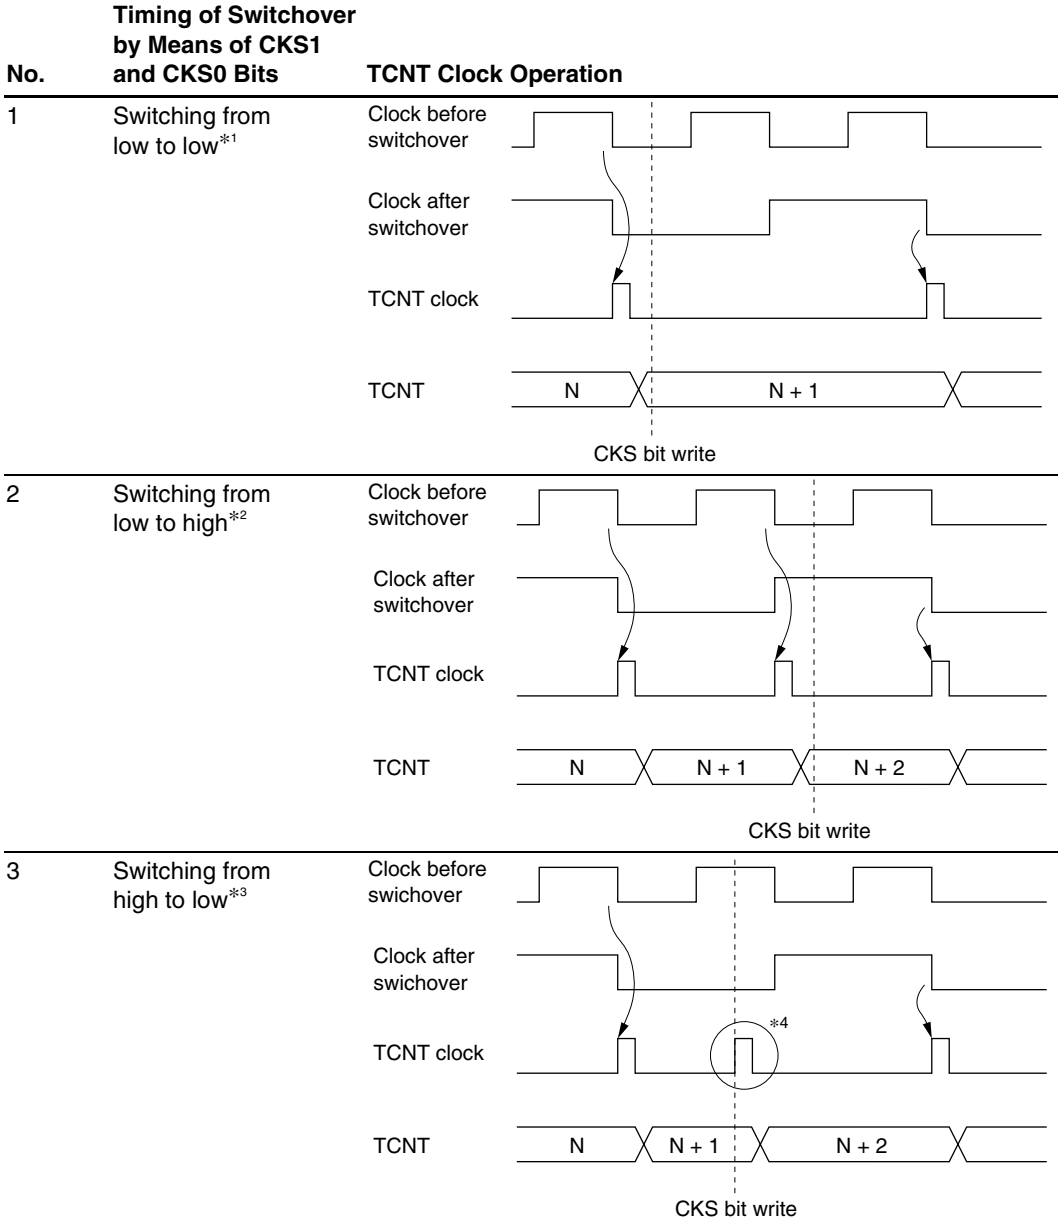 Timing of Switchover
by Means of CKS1
No. and CKS0 Bits TCNT Clock Operation
1 Switching from
low to low*1
Clock before
switchover
Clock after
switchover
TCNT clock
TCNT N N + 1
CKS bit write
2 Switching from
low to high*2
Clock before
switchover
Clock after
switchover
TCNT clock
TCNT N N + 1 N + 2
CKS bit write
3 Switching from
high to low*3
Clock before
swichover
Clock after
swichover
*4
TCNT clock
TCNT N N + 1 N + 2
CKS bit write